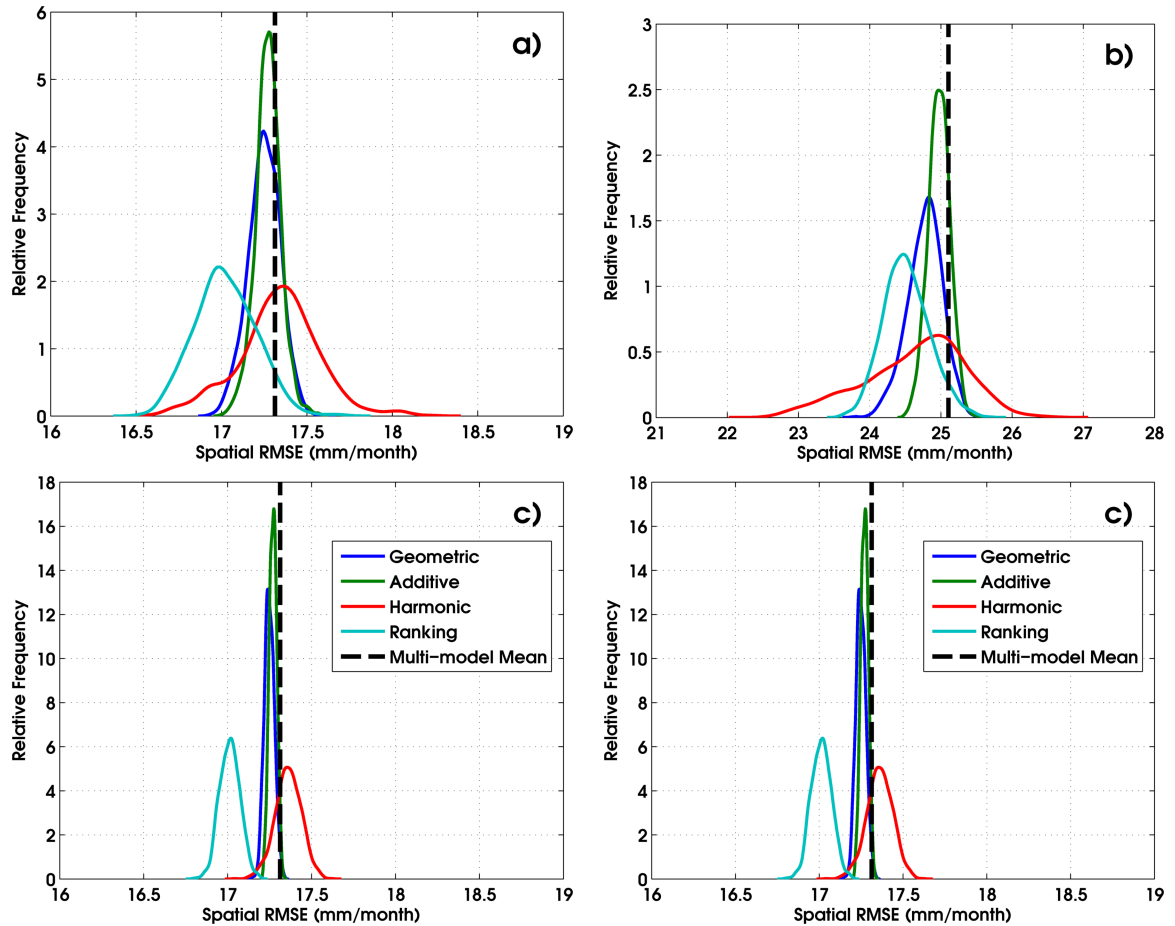 a)
6
5
4
3
2
1
0
Relative Frequency
16 16.5 17 17.5 18 18.5 19
Spatial RMSE (mm/month)
b)
3
2.5
2
1.5
1
0.5
0
Relative Frequency
21 22 23 24 25 26 27 28
Spatial RMSE (mm/month)
c)
18
16
14
12
10
8
6
4
2
0
Relative Frequency
Geometric
Additive
Harmonic
Ranking
Multi-model Mean
16 16.5 17 17.5 18 18.5 19
Spatial RMSE (mm/month)
c)
18
16
14
12
10
8
6
4
2
0
Relative Frequency
Geometric
Additive
Harmonic
Ranking
Multi-model Mean
16 16.5 17 17.5 18 18.5 19
Spatial RMSE (mm/month)